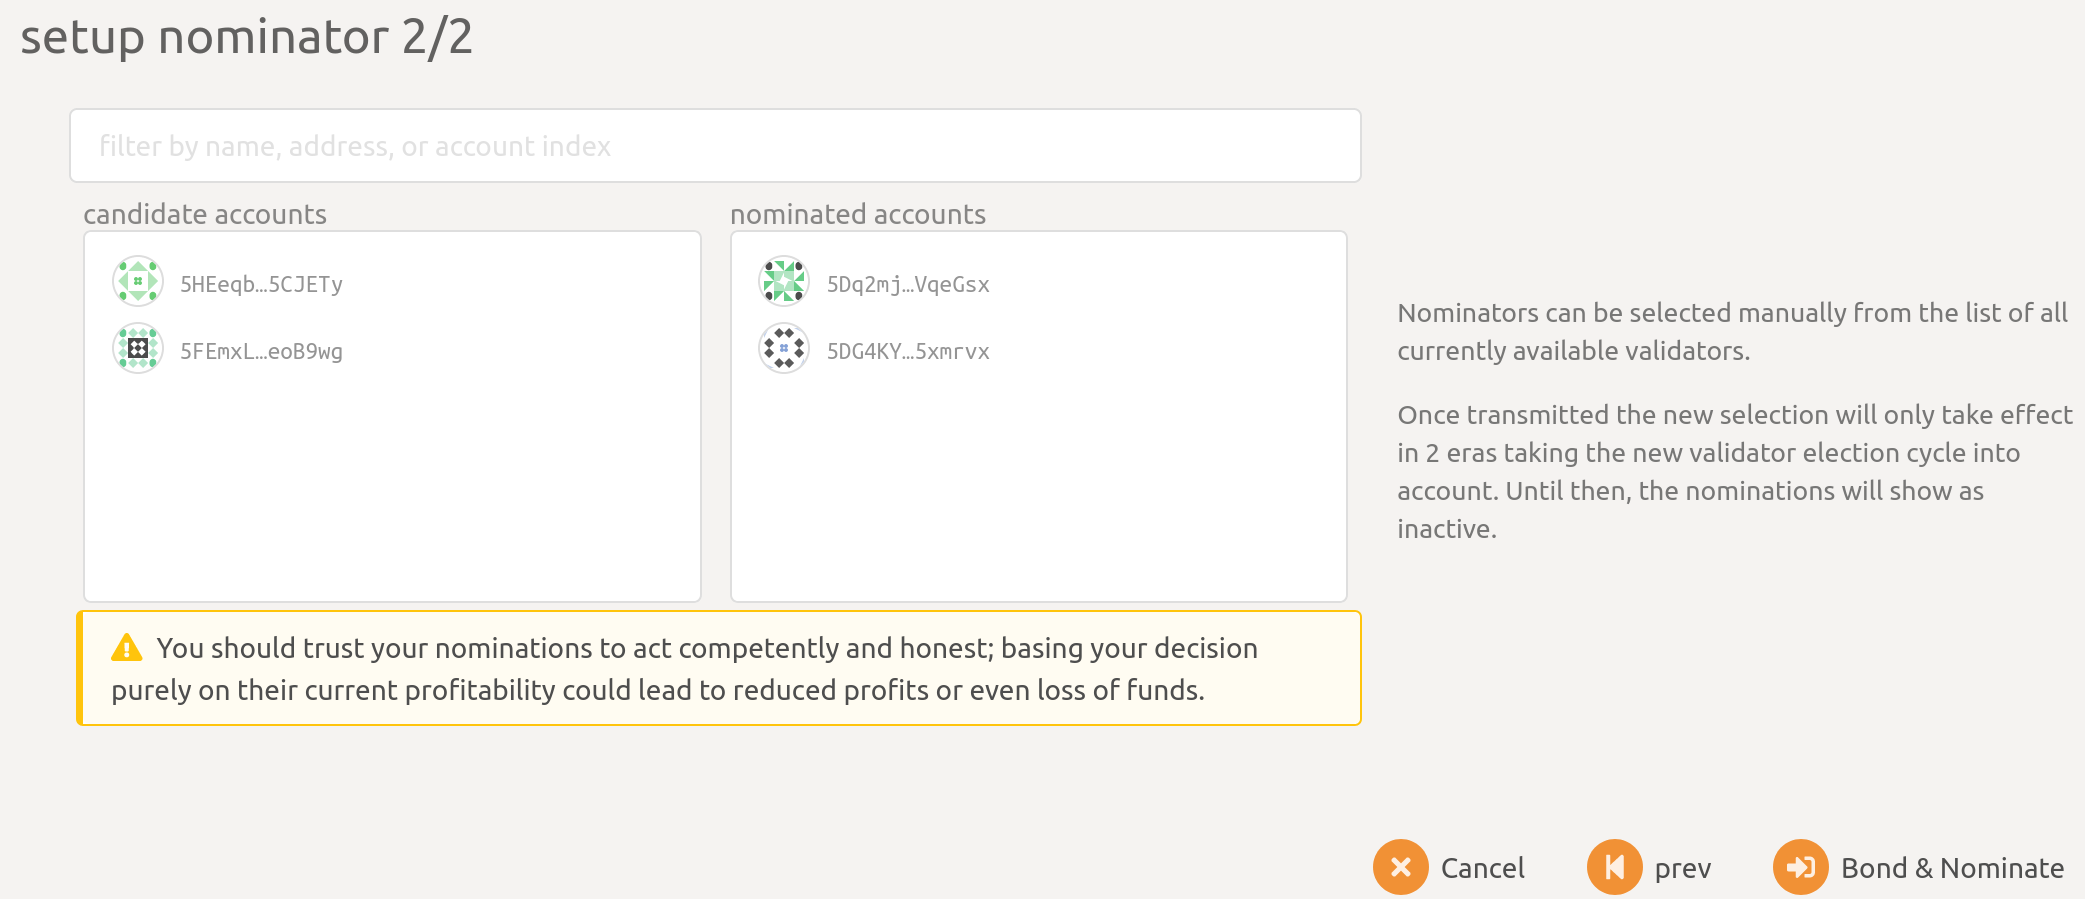 setup nominator 2/2
filter by name, address, or account index
candidate accounts
5HEeqb…5CJETy
5FEmxL…eoB9wg
nominated accounts
5Dq2mj…VqeGsx
5DG4KY…5xmrvx
Nominators can be selected manually from the list of all
currently available validators.
Once transmitted the new selection will only take effect
in 2 eras taking the new validator election cycle into
account. Until then, the nominations will show as
inactive.
You should trust your nominations to act competently and honest; basing your decision
purely on their current profitability could lead to reduced profits or even loss of funds.
Cancel
prev
Bond & Nominate